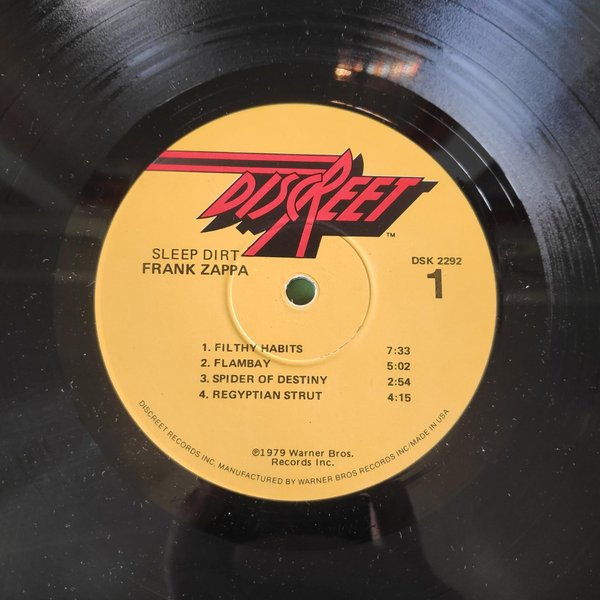 DISCREET
TM
SLEEP DIRT
FRANK ZAPPA
DSK 2292
1
1. FILTHY HABITS 7:33
2. FLAMBAY 5:02
3. SPIDER OF DESTINY 2:54
4. REGYPTIAN STRUT 4:15
℗1979 Warner Bros.
Records Inc.
DISCREET RECORDS INC. MANUFACTURED BY WARNER BROS RECORDS INC/MADE IN USA